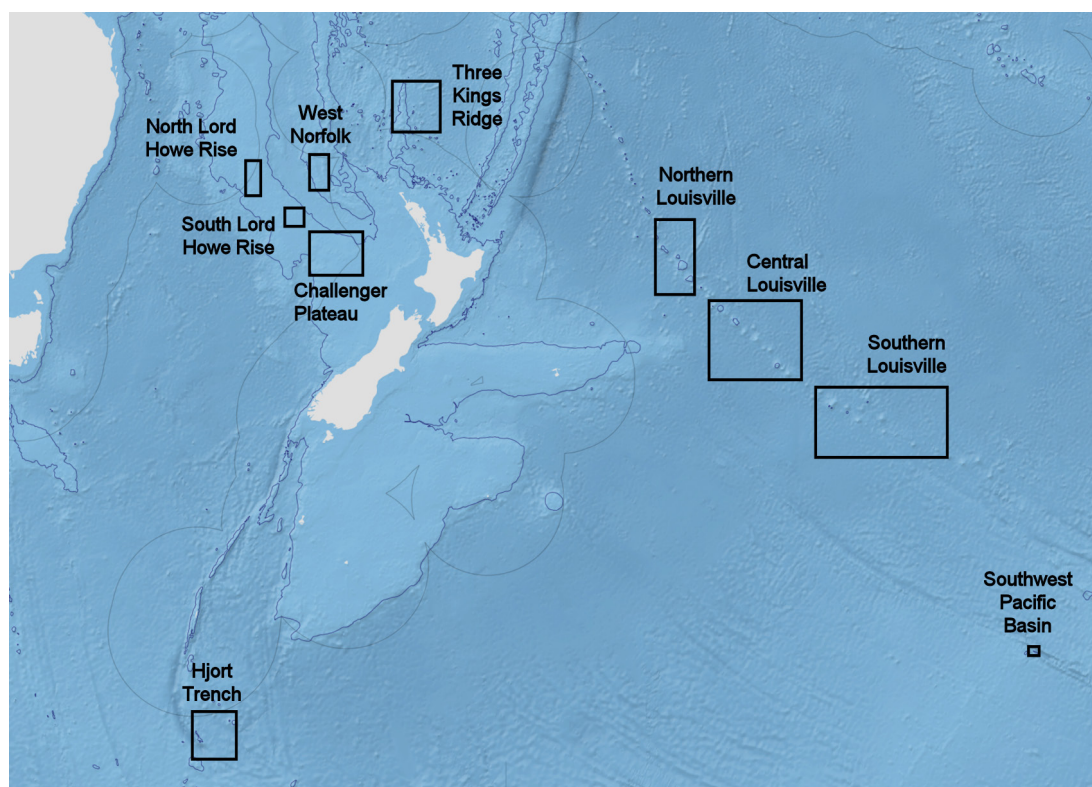 Three
Kings
Ridge
West
Norfolk
North Lord
Howe Rise
South Lord
Howe Rise
Challenger
Plateau
Northern
Louisville
Central
Louisville
Southern
Louisville
Southwest
Pacific
Basin
Hjort
Trench